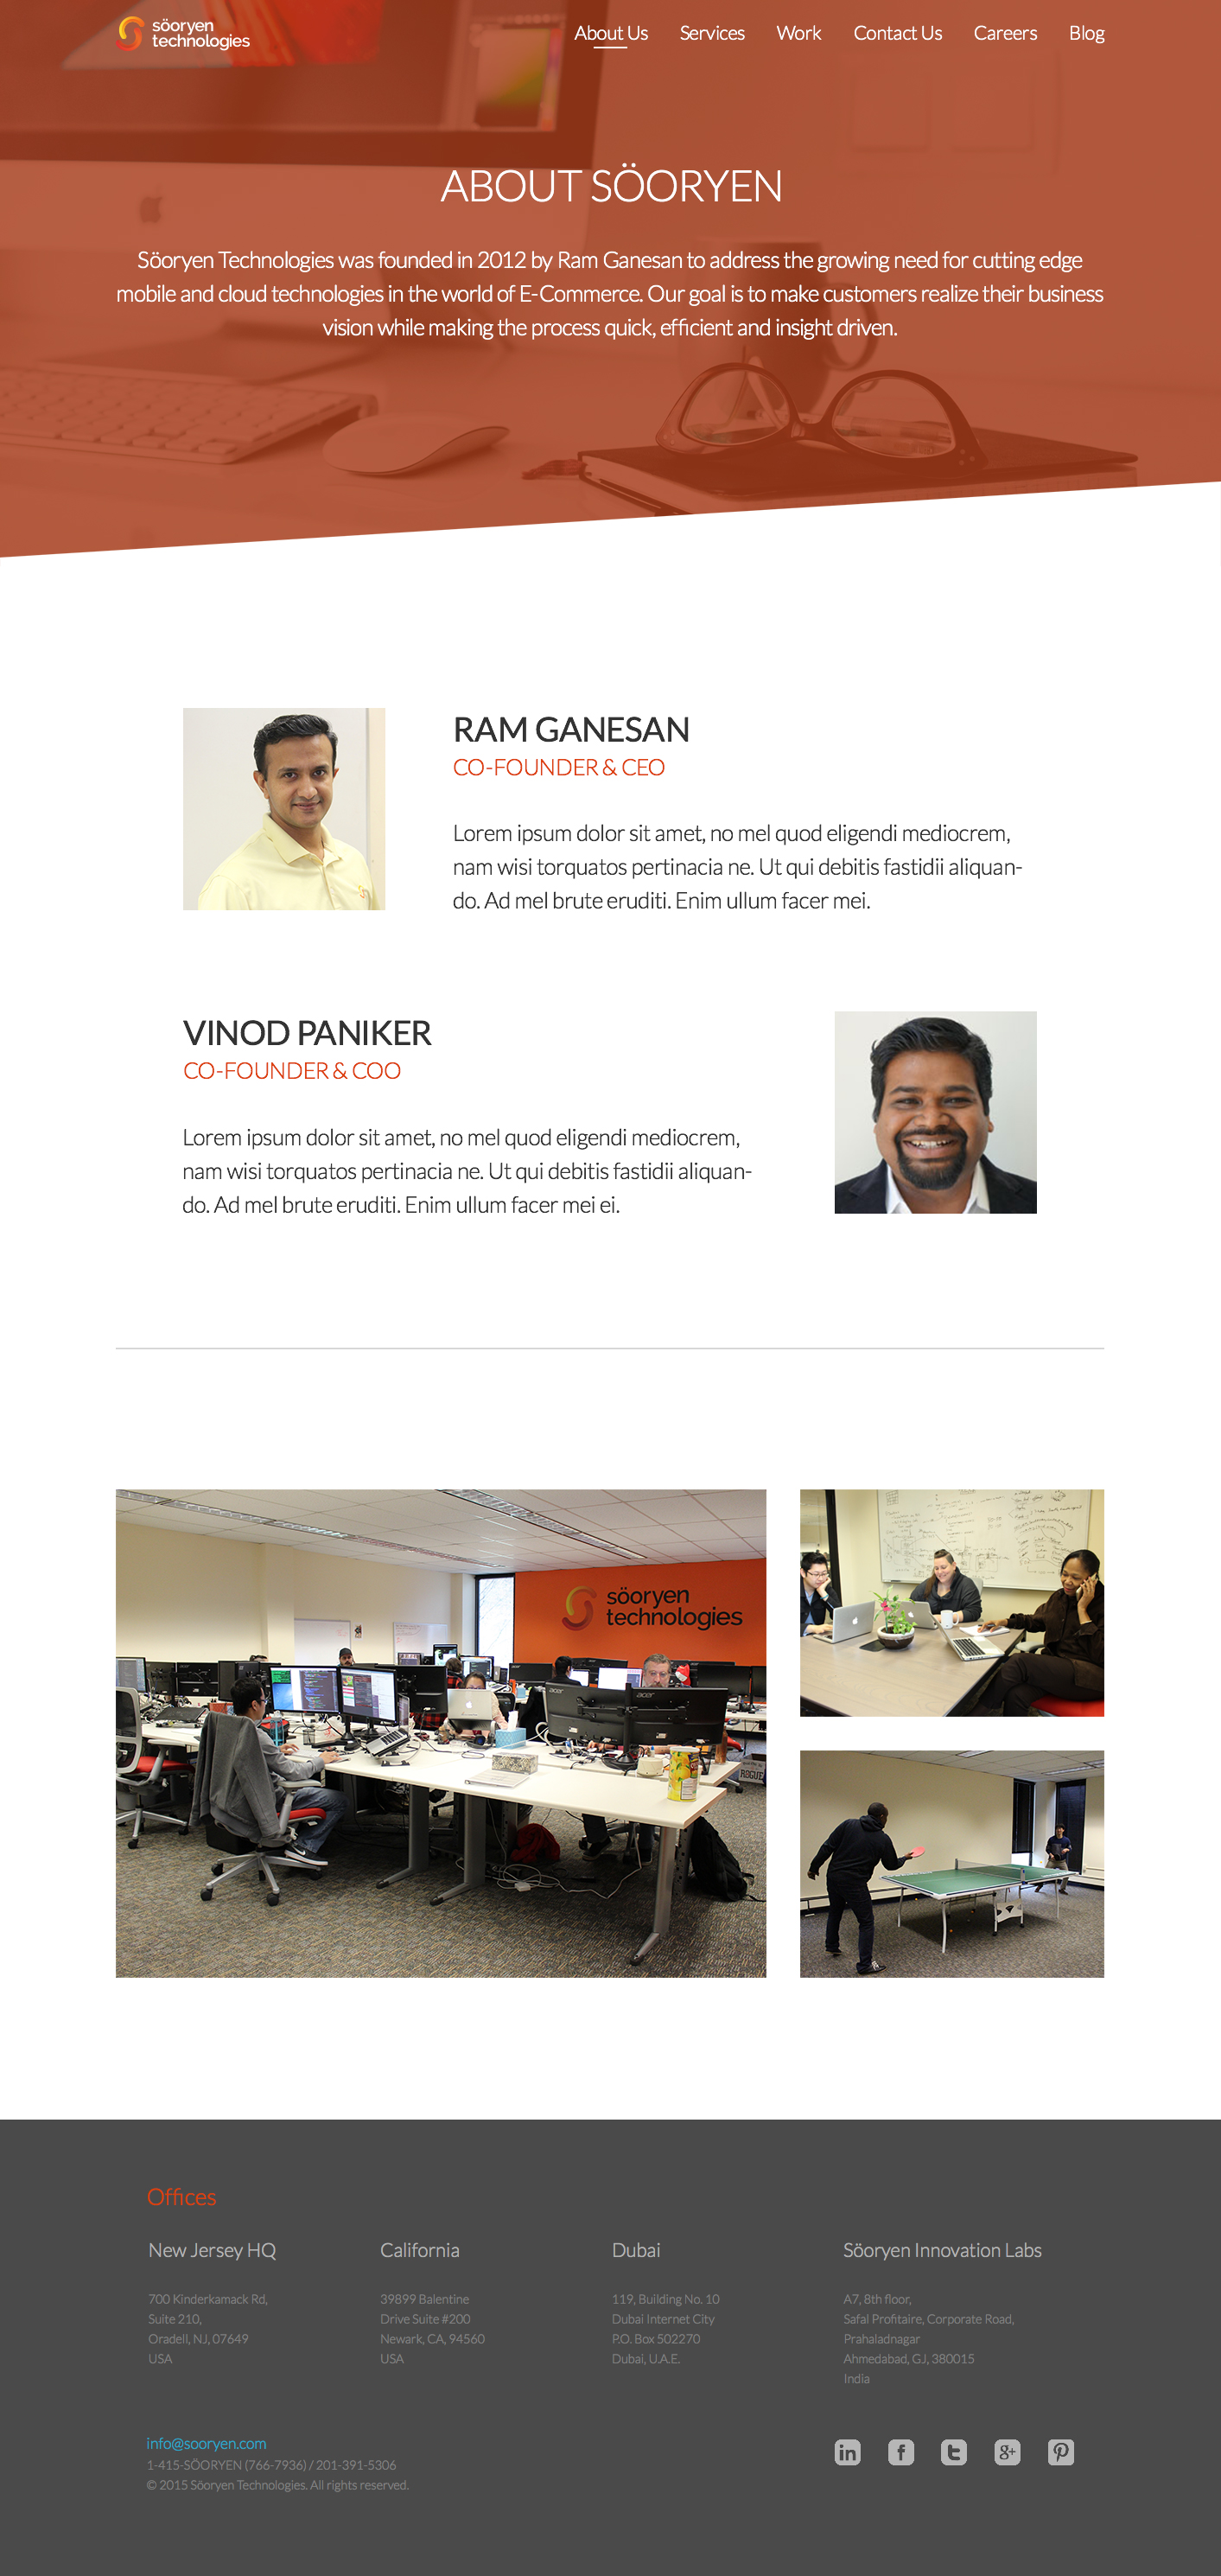 söoryen
technologies
About Us Services Work Contact Us Careers Blog
ABOUT SÖORYEN
Söoryen Technologies was founded in 2012 by Ram Ganesan to address the growing need for cutting edge
mobile and cloud technologies in the world of E-Commerce. Our goal is to make customers realize their business
vision while making the process quick, efficient and insight driven.
RAM GANESAN
CO-FOUNDER & CEO
Lorem ipsum dolor sit amet, no mel quod eligendi mediocrem,
nam wisi torquatos pertinacia ne. Ut qui debitis fastidii aliquan-
do. Ad mel brute eruditi. Enim ullum facer mei.
VINOD PANIKER
CO-FOUNDER & COO
Lorem ipsum dolor sit amet, no mel quod eligendi mediocrem,
nam wisi torquatos pertinacia ne. Ut qui debitis fastidii aliquan-
do. Ad mel brute eruditi. Enim ullum facer mei ei.
söoryen
technologies
acer
acer
ROGUE
Offices
New Jersey HQ
700 Kinderkamack Rd,
Suite 210,
Oradell, NJ, 07649
USA
California
39899 Balentine
Drive Suite #200
Newark, CA, 94560
USA
Dubai
119, Building No. 10
Dubai Internet City
P.O. Box 502270
Dubai, U.A.E.
Söoryen Innovation Labs
A7, 8th floor,
Safal Profitaire, Corporate Road,
Prahaladnagar
Ahmedabad, GJ, 380015
India
info@sooryen.com
1-415-SÖORYEN (766-7936) / 201-391-5306
© 2015 Söoryen Technologies. All rights reserved.